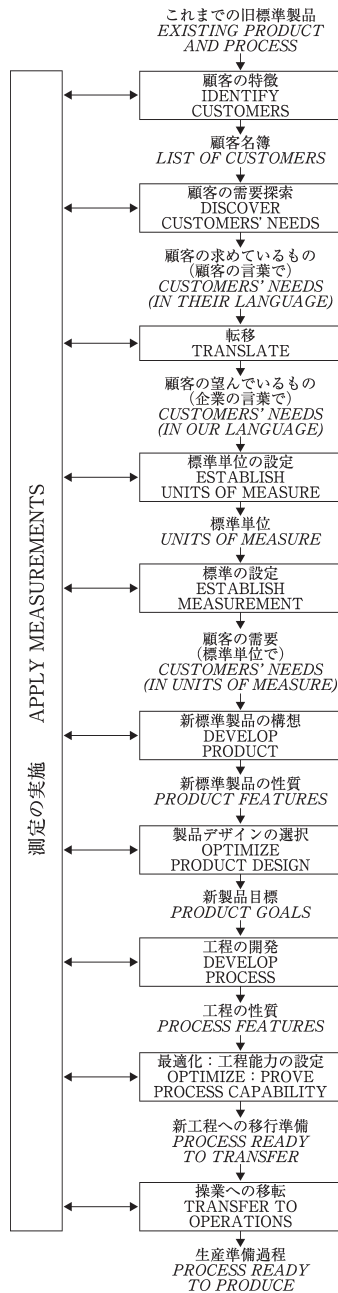 これまでの旧標準製品
EXISTING PRODUCT
AND PROCESS
顧客の特徴
IDENTIFY
CUSTOMERS
顧客名簿
LIST OF CUSTOMERS
顧客の需要探索
DISCOVER
CUSTOMERS' NEEDS
顧客の求めているもの
(顧客の言葉で)
CUSTOMERS' NEEDS
(IN THEIR LANGUAGE)
転移
TRANSLATE
顧客の望んでいるもの
(企業の言葉で)
CUSTOMERS' NEEDS
(IN OUR LANGUAGE)
標準単位の設定
ESTABLISH
UNITS OF MEASURE
標準単位
UNITS OF MEASURE
標準の設定
ESTABLISH
MEASUREMENT
顧客の需要
(標準単位で)
CUSTOMERS' NEEDS
(IN UNITS OF MEASURE)
新標準製品の構想
DEVELOP
PRODUCT
新標準製品の性質
PRODUCT FEATURES
製品デザインの選択
OPTIMIZE
PRODUCT DESIGN
新製品目標
PRODUCT GOALS
工程の開発
DEVELOP
PROCESS
工程の性質
PROCESS FEATURES
最適化：工程能力の設定
OPTIMIZE：PROVE
PROCESS CAPABILITY
新工程への移行準備
PROCESS READY
TO TRANSFER
操業への移転
TRANSFER TO
OPERATIONS
生産準備過程
PROCESS READY
TO PRODUCE
測定の実施 APPLY MEASUREMENTS